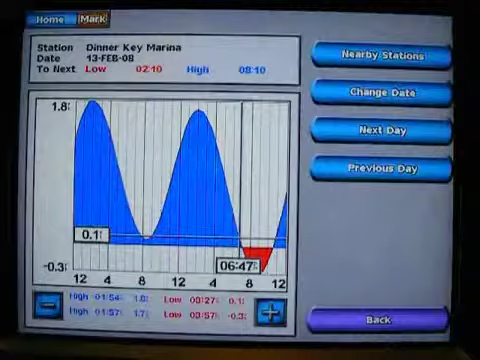 Home Mark
Station Dinner Key Marina
Date 13-FEB-08
To Next Low 02:10 High 08:10
Nearby Stations
Change Date
Next Day
Previous Day
1.8
0.1
-0.3
06:47
12 4 8 12 4 8 12
High 01:54 1.8 Low 08:27 0.1
High 01:57 1.7 Low 03:57 -0.3
Back